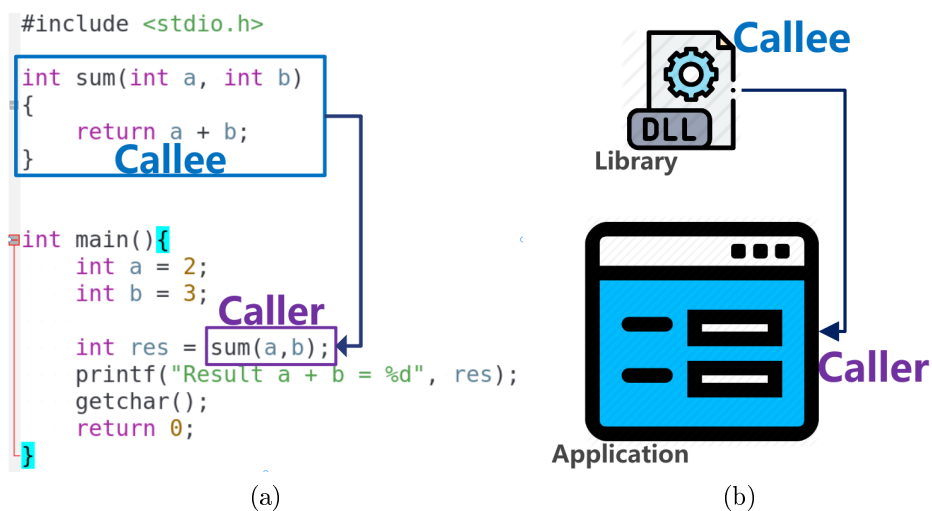 #include <stdio.h>
int sum(int a, int b)
{
return a + b;
}
Callee
int main(){
int a = 2;
int b = 3;
Caller
int res = sum(a,b);
printf("Result a + b = %d", res);
getchar();
return 0;
}
(a)
Callee
DLL
Library
Caller
Application
(b)